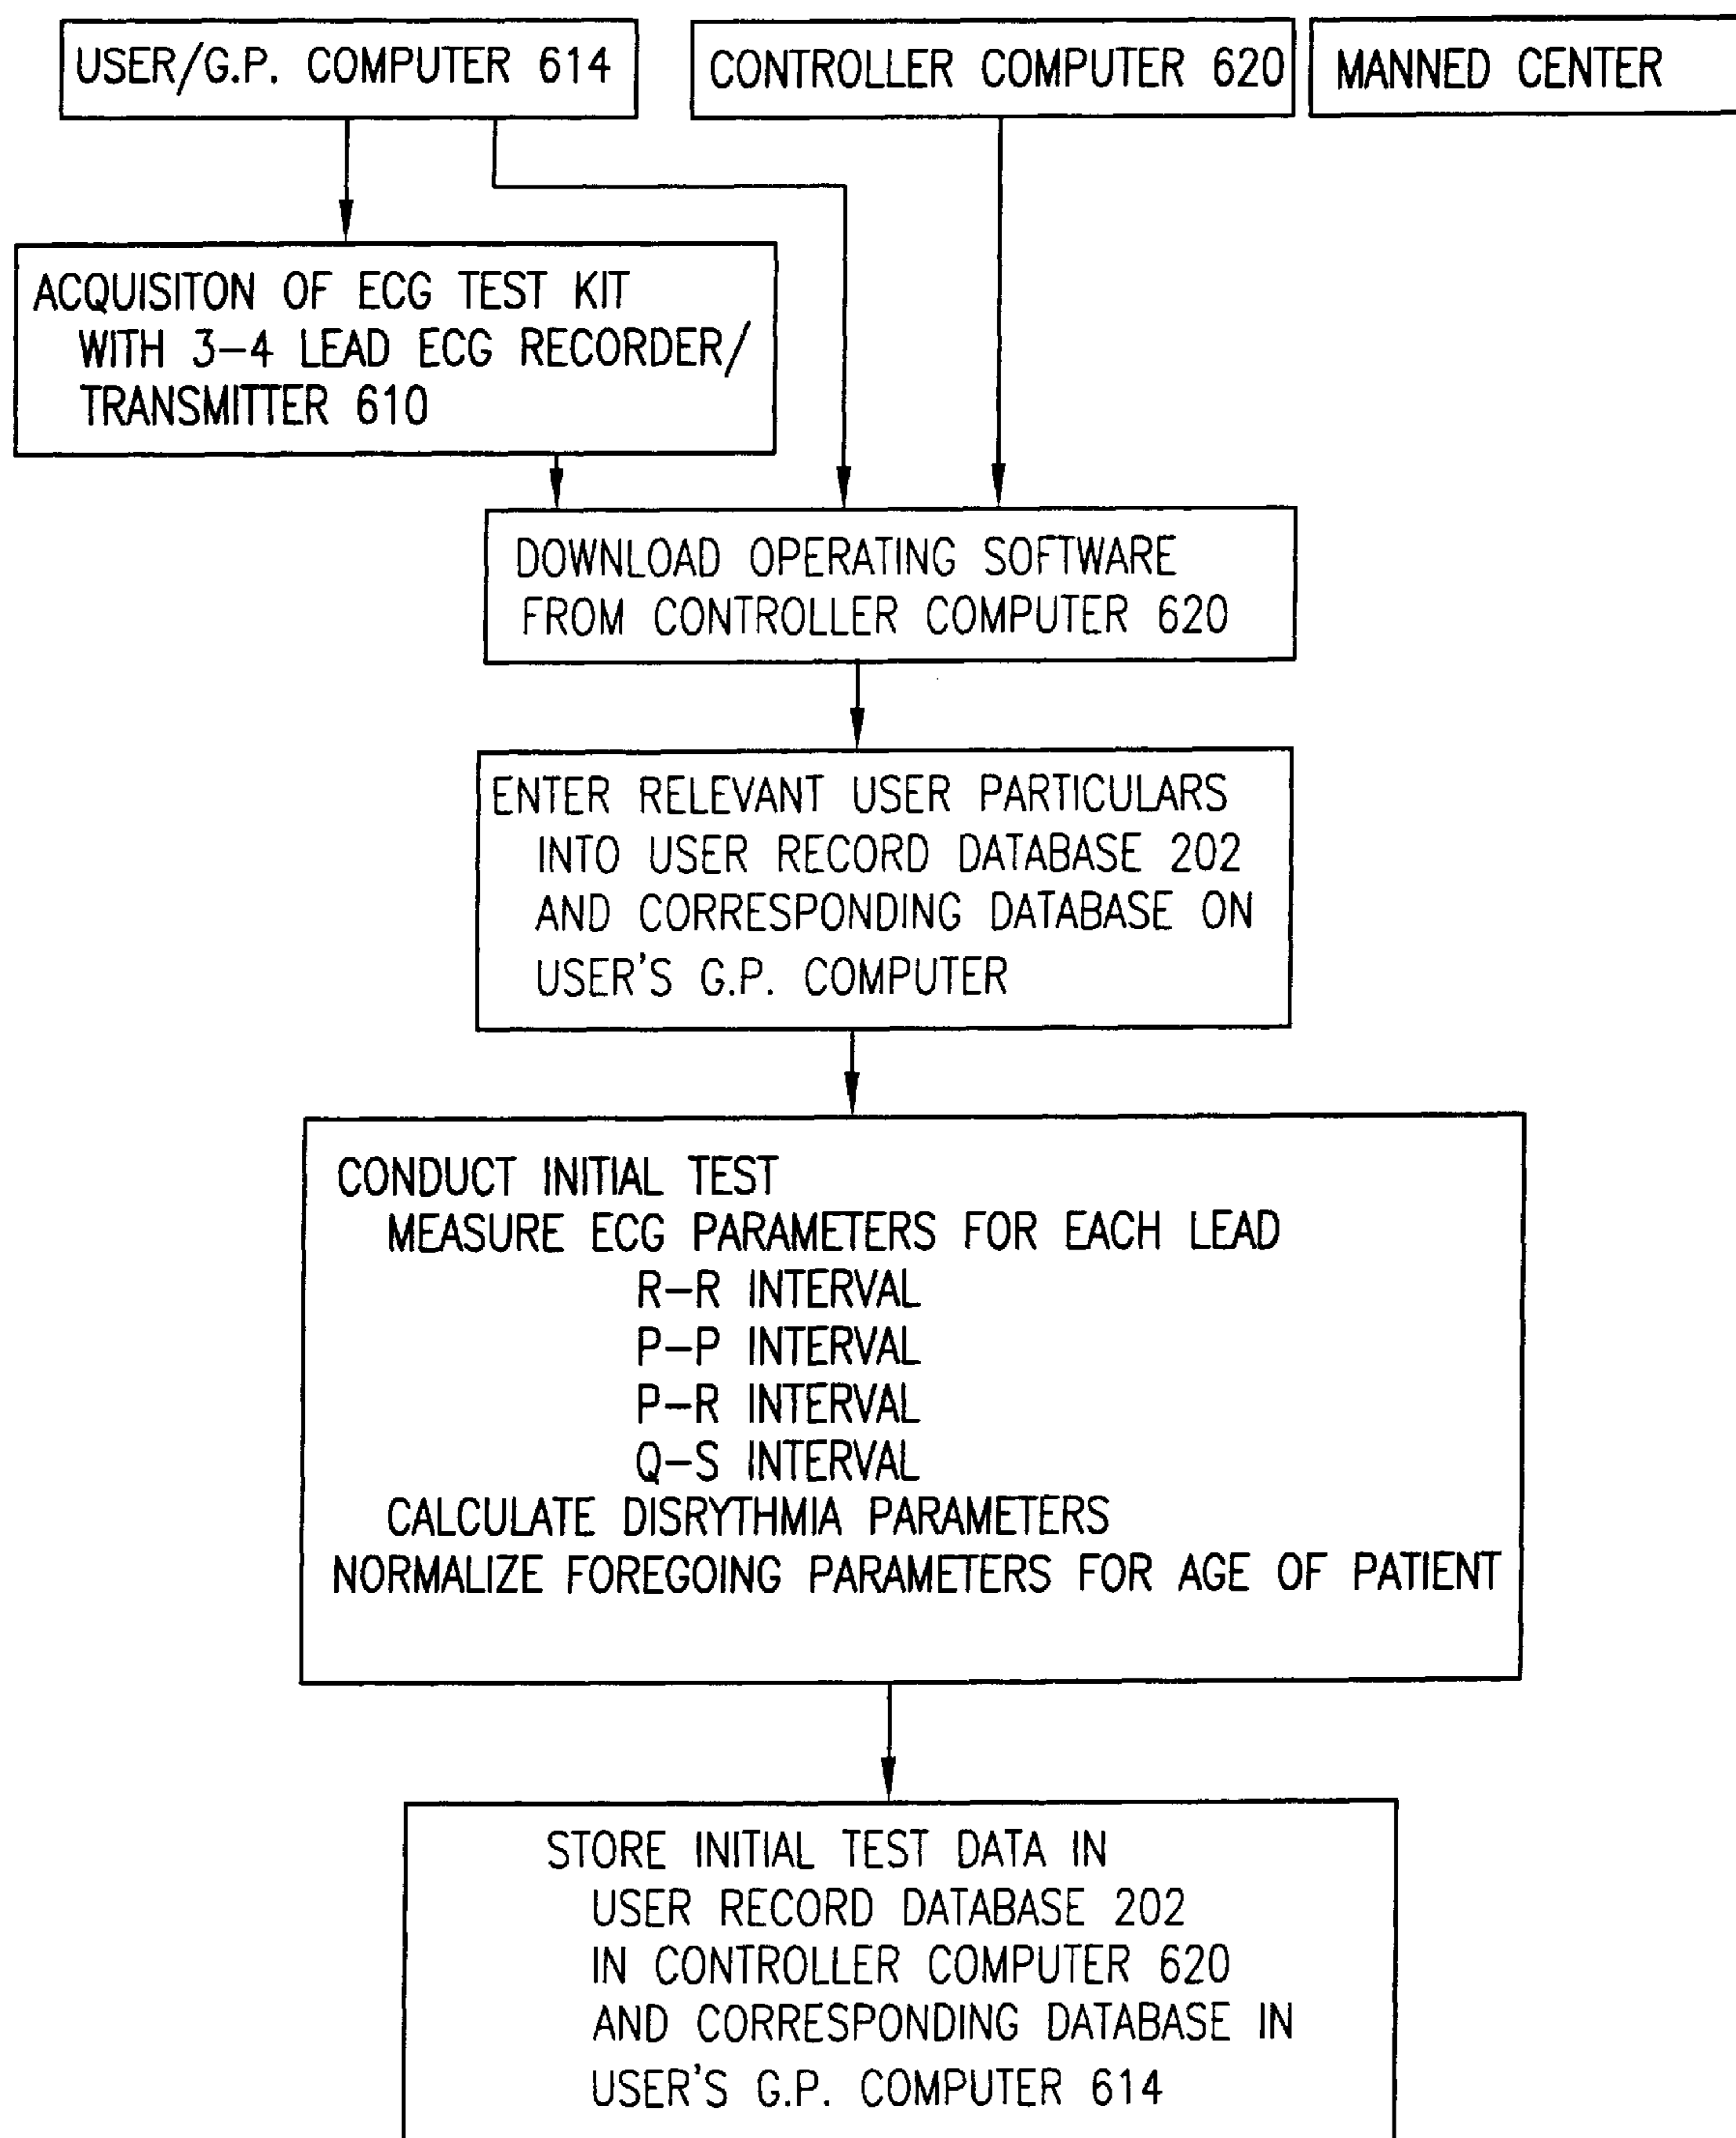 USER/G.P. COMPUTER 614
CONTROLLER COMPUTER 620
MANNED CENTER
ACQUISITON OF ECG TEST KIT
WITH 3-4 LEAD ECG RECORDER/
TRANSMITTER 610
DOWNLOAD OPERATING SOFTWARE
FROM CONTROLLER COMPUTER 620
ENTER RELEVANT USER PARTICULARS
INTO USER RECORD DATABASE 202
AND CORRESPONDING DATABASE ON
USER'S G.P. COMPUTER
CONDUCT INITIAL TEST
MEASURE ECG PARAMETERS FOR EACH LEAD
R-R INTERVAL
P-P INTERVAL
P-R INTERVAL
Q-S INTERVAL
CALCULATE DISRYTHMIA PARAMETERS
NORMALIZE FOREGOING PARAMETERS FOR AGE OF PATIENT
STORE INITIAL TEST DATA IN
USER RECORD DATABASE 202
IN CONTROLLER COMPUTER 620
AND CORRESPONDING DATABASE IN
USER'S G.P. COMPUTER 614